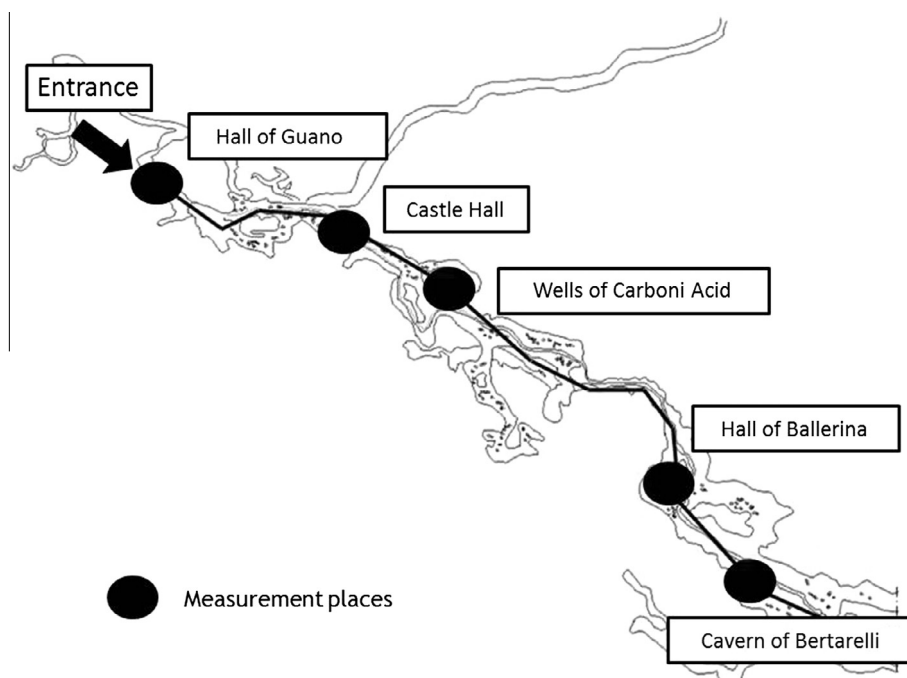 Entrance
Hall of Guano
Castle Hall
Wells of Carboni Acid
Hall of Ballerina
Measurement places
Cavern of Bertarelli